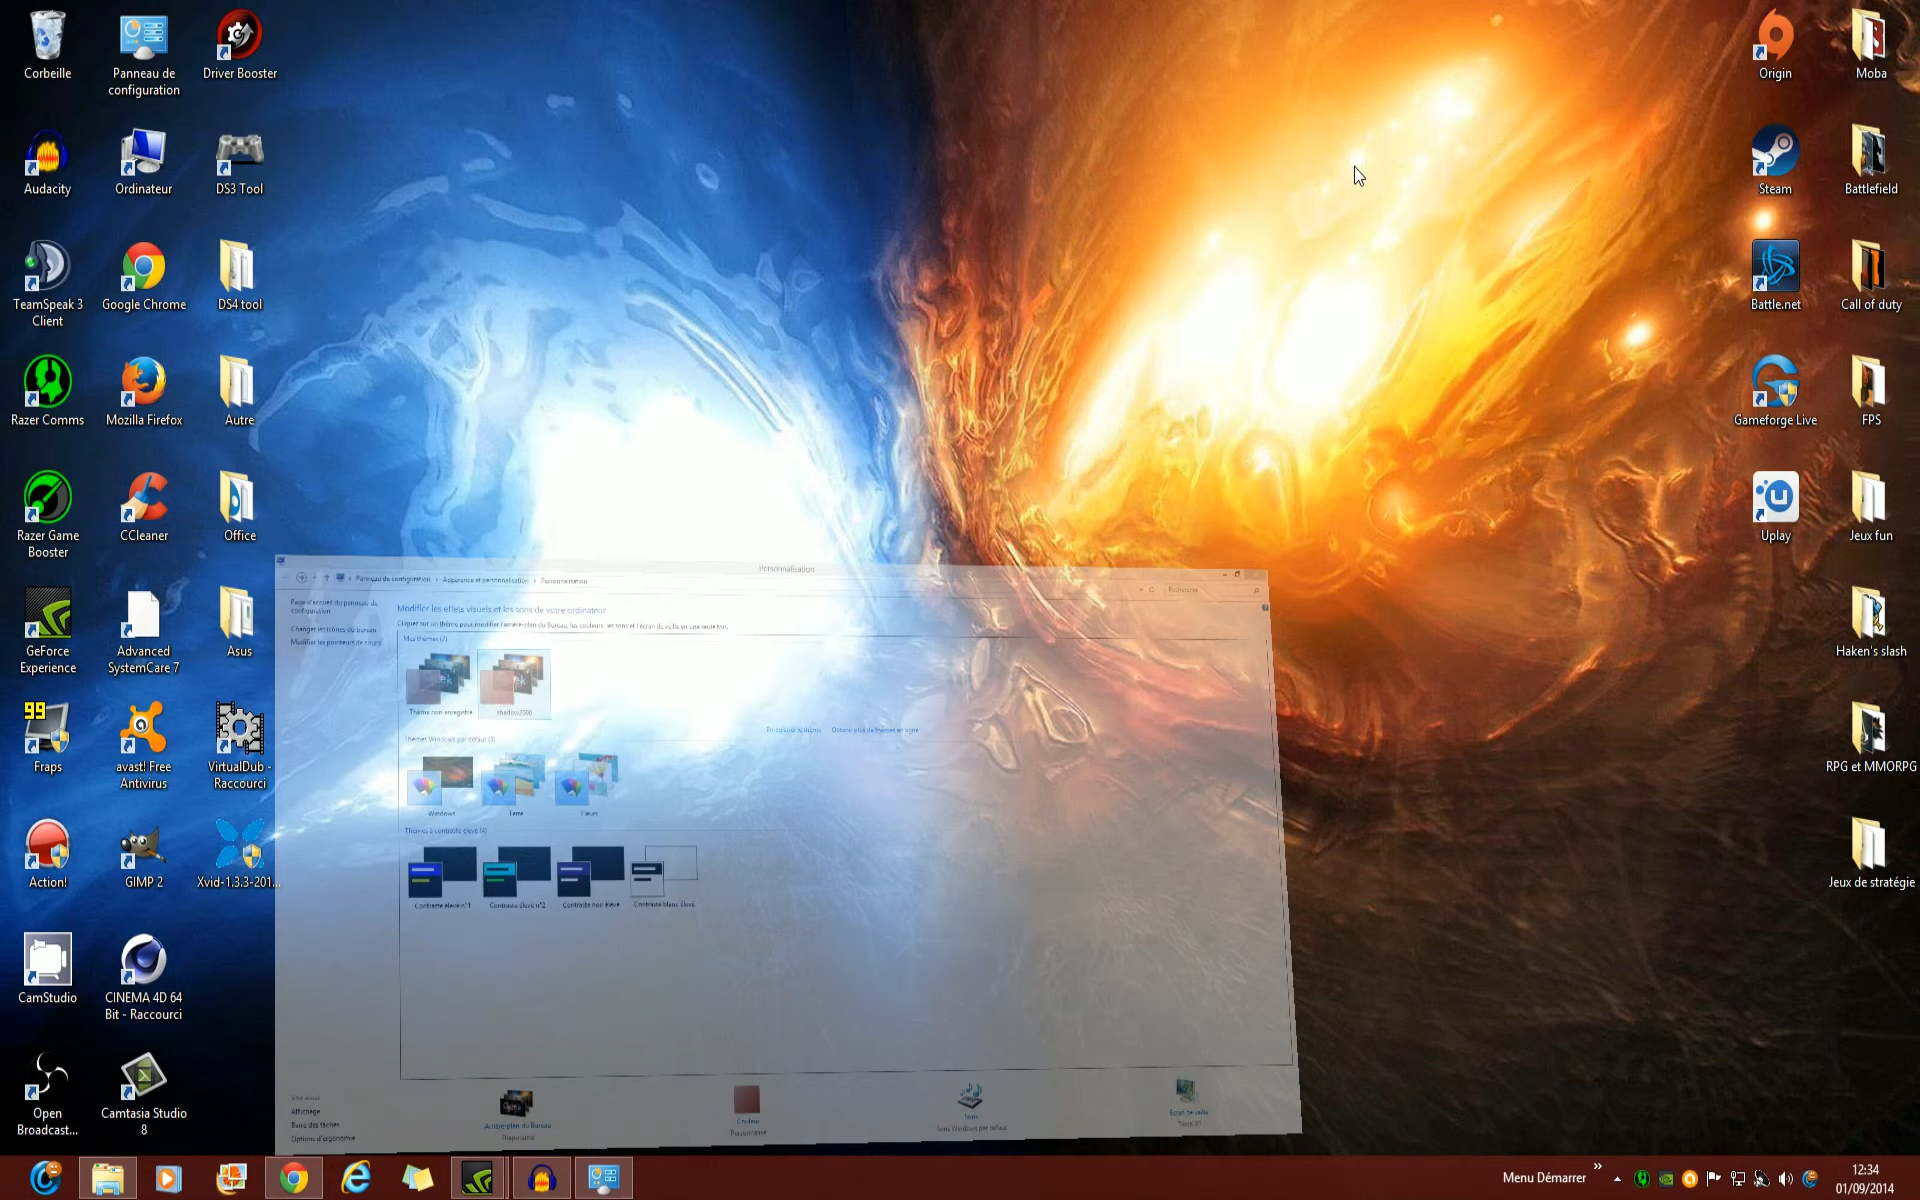 Corbeille
Panneau de
configuration
Driver Booster
Audacity
Ordinateur
DS3 Tool
TeamSpeak 3
Client
Google Chrome
DS4 tool
Razer Comms
Mozilla Firefox
Autre
Razer Game
Booster
CCleaner
Office
GeForce
Experience
Advanced
SystemCare 7
Asus
99
Fraps
avast! Free
Antivirus
VirtualDub -
Raccourci
Action!
GIMP 2
Xvid-1.3.3-201...
CamStudio
CINEMA 4D 64
Bit - Raccourci
Open
Broadcast...
Camtasia Studio
8
Origin
Moba
Steam
Battlefield
Battle.net
Call of duty
Gameforge Live
FPS
Uplay
Jeux fun
Haken's slash
RPG et MMORPG
Jeux de stratégie
Personnalisation
Panneau de configuration › Apparence et personnalisation › Personnalisation
Rechercher
Page d'accueil du panneau de
configuration
Changer les icônes du bureau
Modifier les pointeurs de souris
Modifier les effets visuels et les sons de votre ordinateur
Cliquez sur un thème pour modifier l'arrière-plan du Bureau, les couleurs, les sons et l'écran de veille en une seule fois.
Mes thèmes (2)
Thème non enregistré
shadow2000
Enregistrer le thème
Obtenir plus de thèmes en ligne
Thèmes Windows par défaut (3)
Windows
Terre
Fleurs
Thèmes à contraste élevé (4)
Contraste élevé n°1
Contraste élevé n°2
Contraste noir élevé
Contraste blanc élevé
Voir aussi
Affichage
Barre des tâches
Options d'ergonomie
Arrière-plan du Bureau
Diaporama
Couleur
Personnalisée
Sons
Sons Windows par défaut
Écran de veille
Texte 3D
Menu Démarrer
12:34
01/09/2014